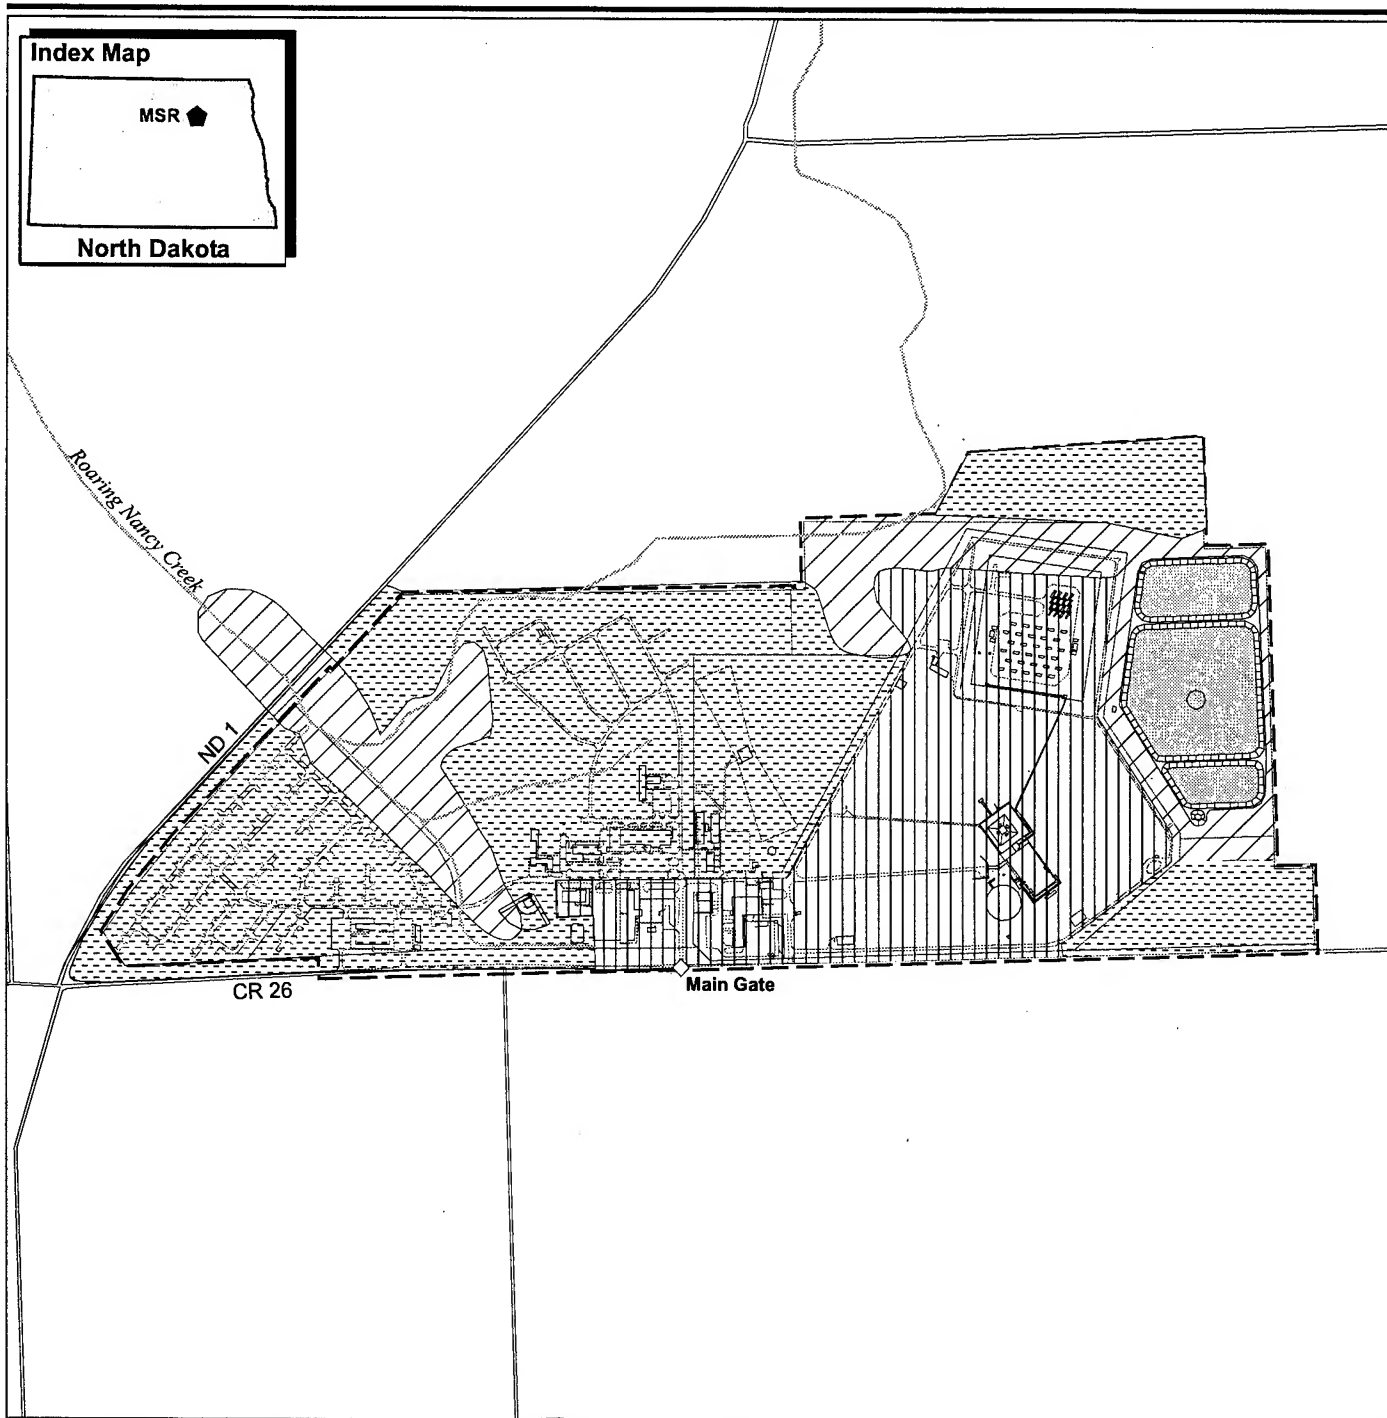 Index Map
MSR
North Dakota
Roaring Nancy Creek
ND 1
CR 26
Main Gate